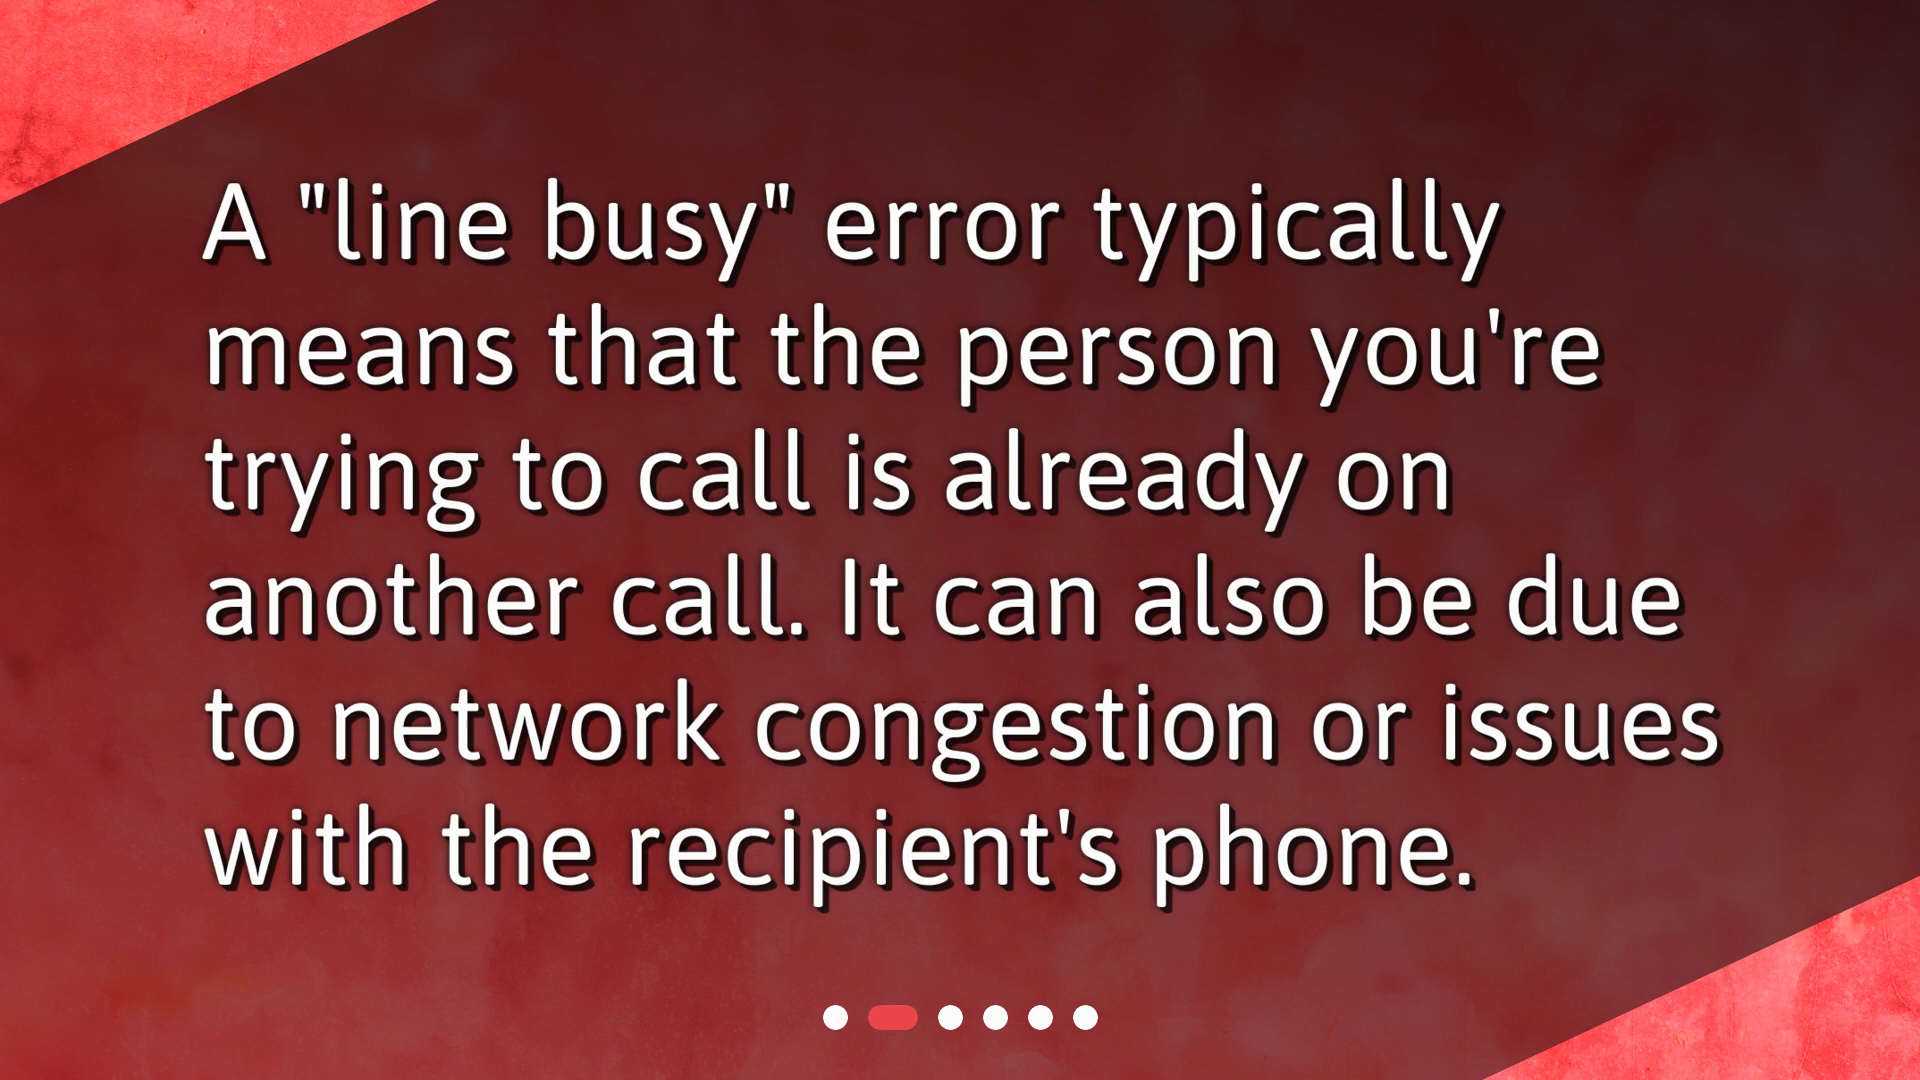 A "line busy" error typically
means that the person you're
trying to call is already on
another call. It can also be due
to network congestion or issues
with the recipient's phone.